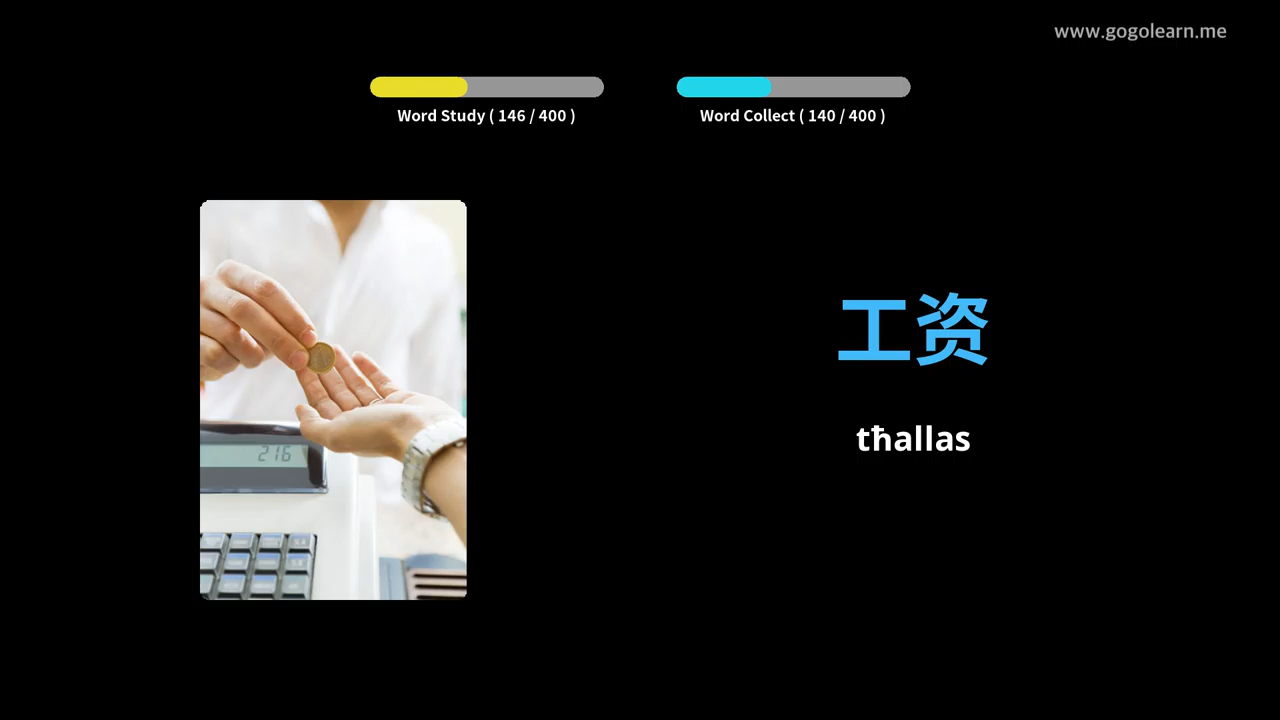 www.gogolearn.me
Word Study ( 146 / 400 )
Word Collect ( 140 / 400 )
工资
tħallas
216